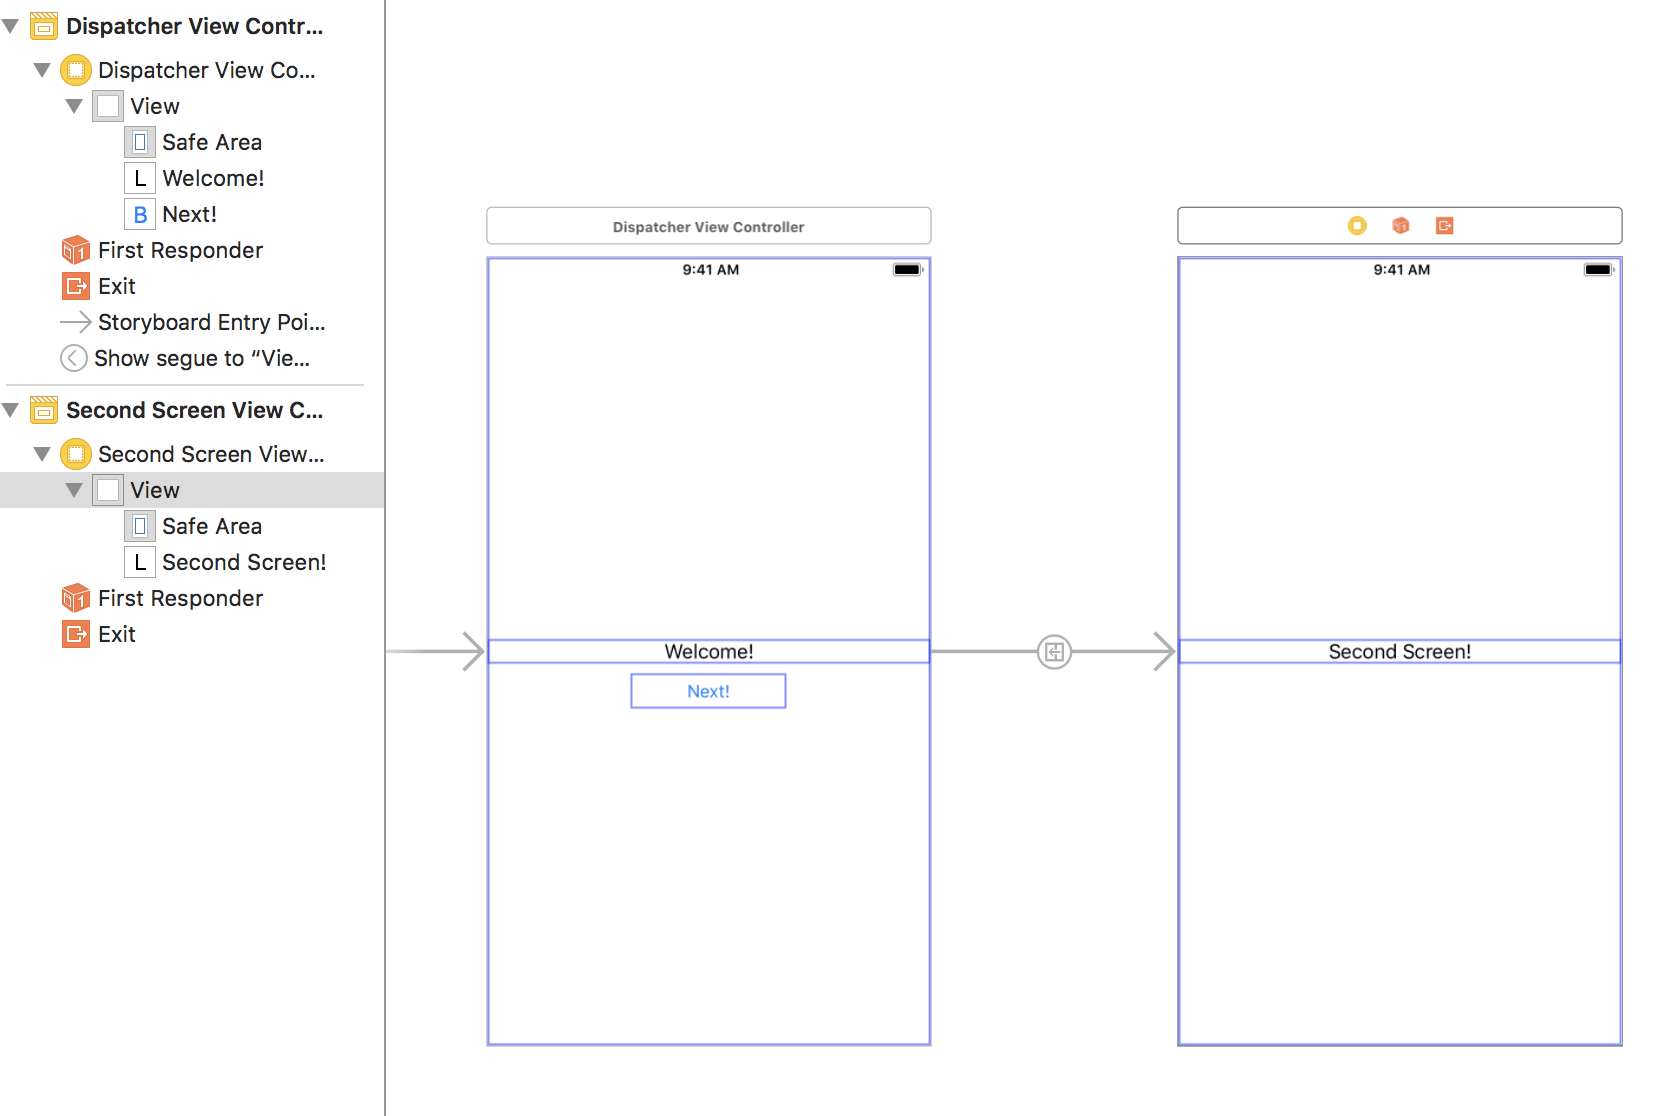 Dispatcher View Contr...
Dispatcher View Co...
View
Safe Area
L Welcome!
B Next!
First Responder
Exit
Storyboard Entry Poi...
Show segue to “Vie...
Second Screen View C...
Second Screen View...
View
Safe Area
L Second Screen!
First Responder
Exit
Dispatcher View Controller
9:41 AM
Welcome!
Next!
9:41 AM
Second Screen!